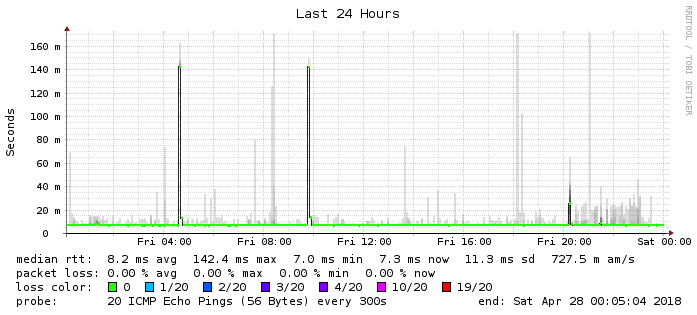 Last 24 Hours
RRDTOOL / TOBI OETIKER
Seconds
160 m
140 m
120 m
100 m
80 m
60 m
40 m
20 m
0
Fri 04:00 Fri 08:00 Fri 12:00 Fri 16:00 Fri 20:00 Sat 00:00
median rtt: 8.2 ms avg 142.4 ms max 7.0 ms min 7.3 ms now 11.3 ms sd 727.5 m am/s
packet loss: 0.00 % avg 0.00 % max 0.00 % min 0.00 % now
loss color: 0 1/20 2/20 3/20 4/20 10/20 19/20
probe: 20 ICMP Echo Pings (56 Bytes) every 300s end: Sat Apr 28 00:05:04 2018